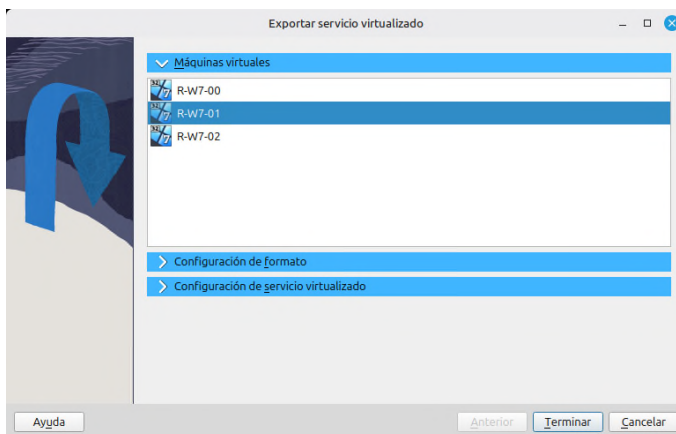 Exportar servicio virtualizado
Máquinas virtuales
R-W7-00
R-W7-01
R-W7-02
Configuración de formato
Configuración de servicio virtualizado
Ayuda
Anterior
Terminar
Cancelar